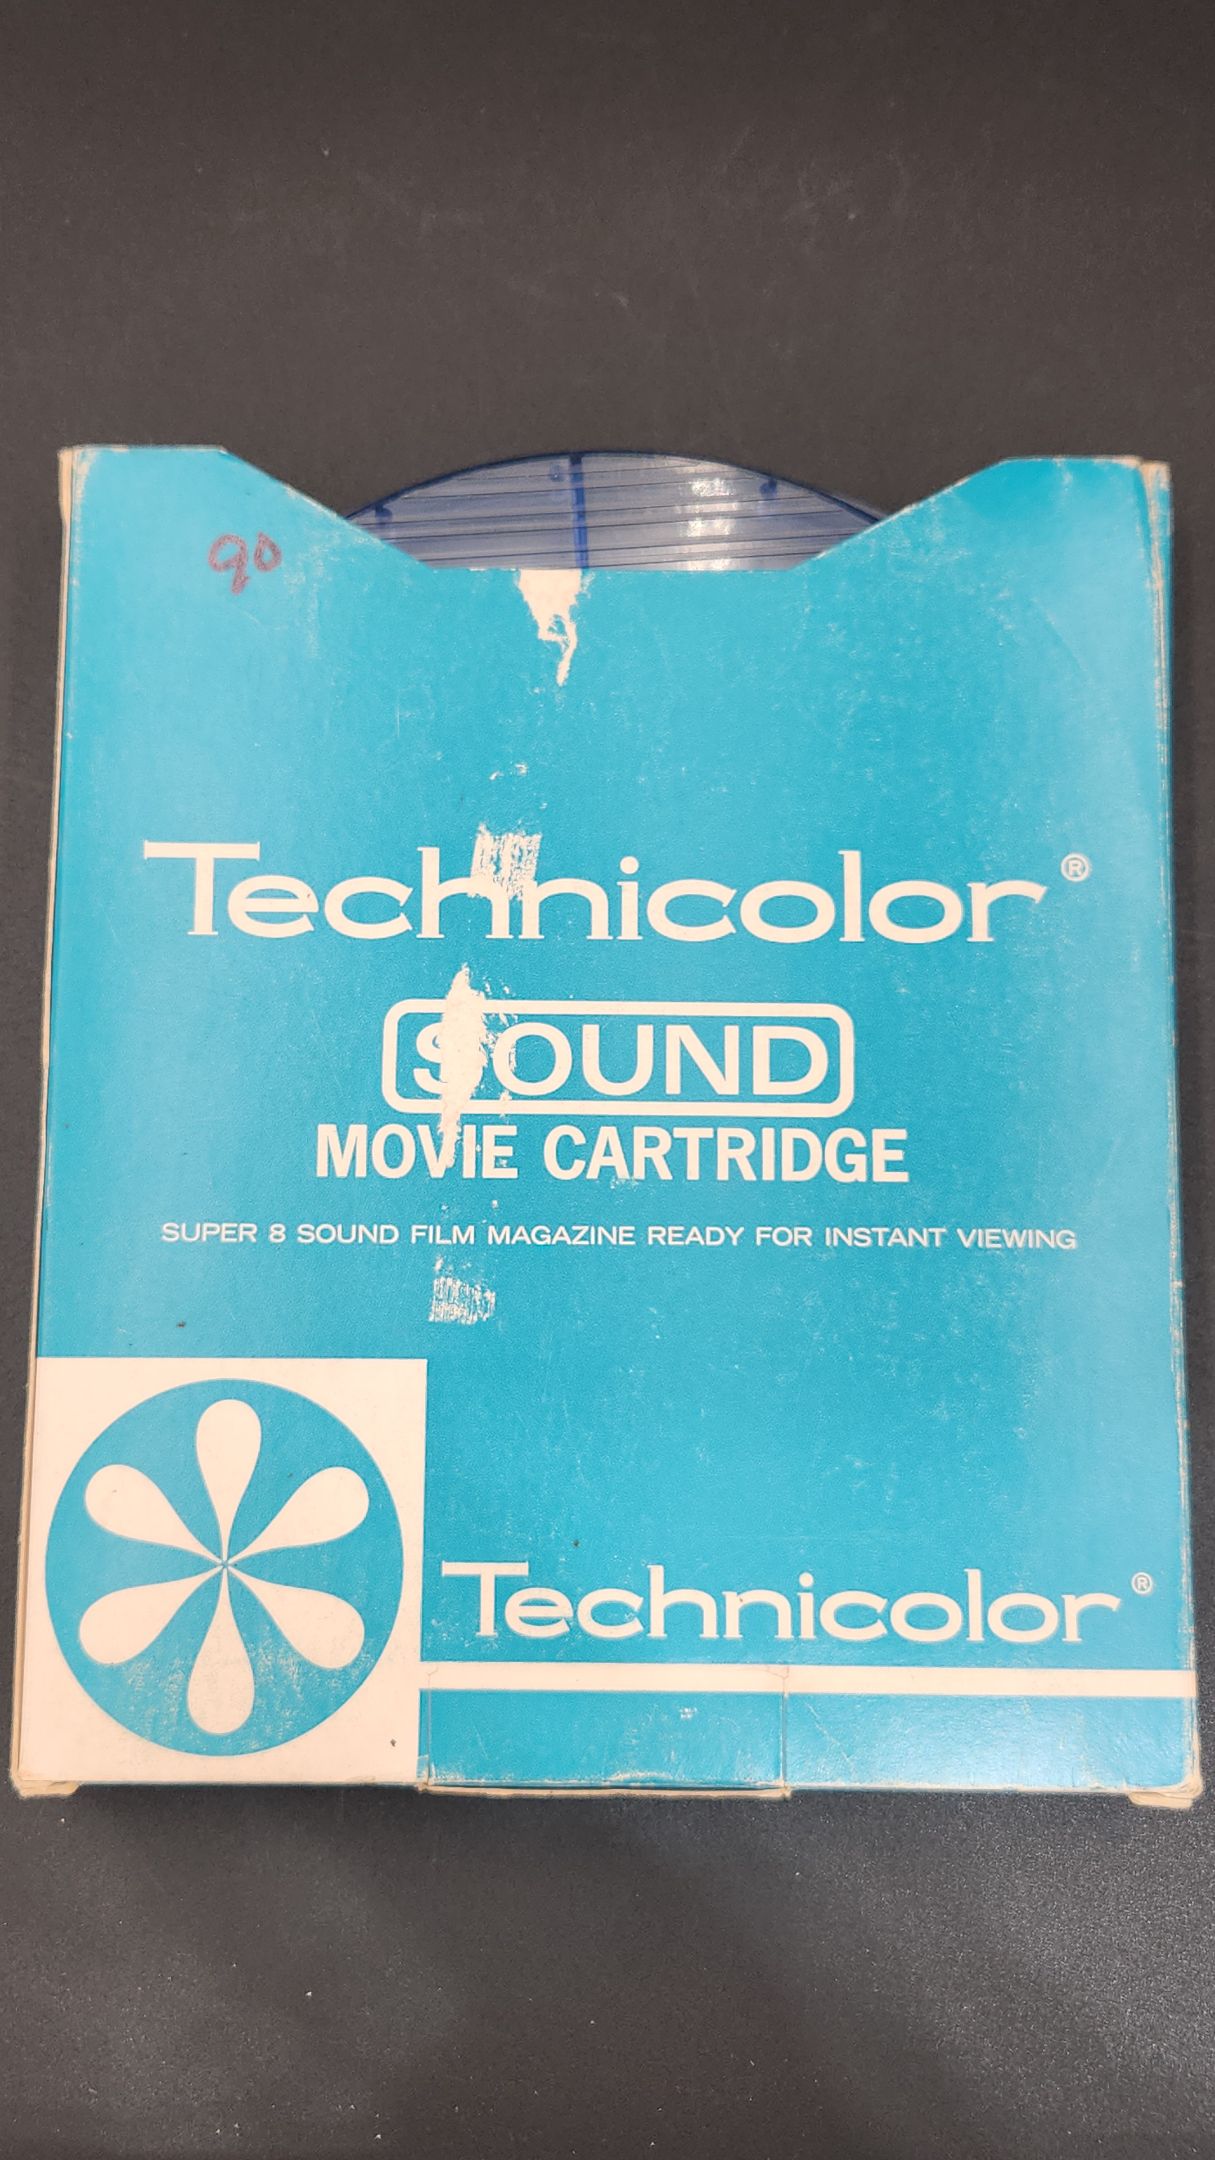 90
Technicolor®
SOUND
MOVIE CARTRIDGE
SUPER 8 SOUND FILM MAGAZINE READY FOR INSTANT VIEWING
Technicolor®